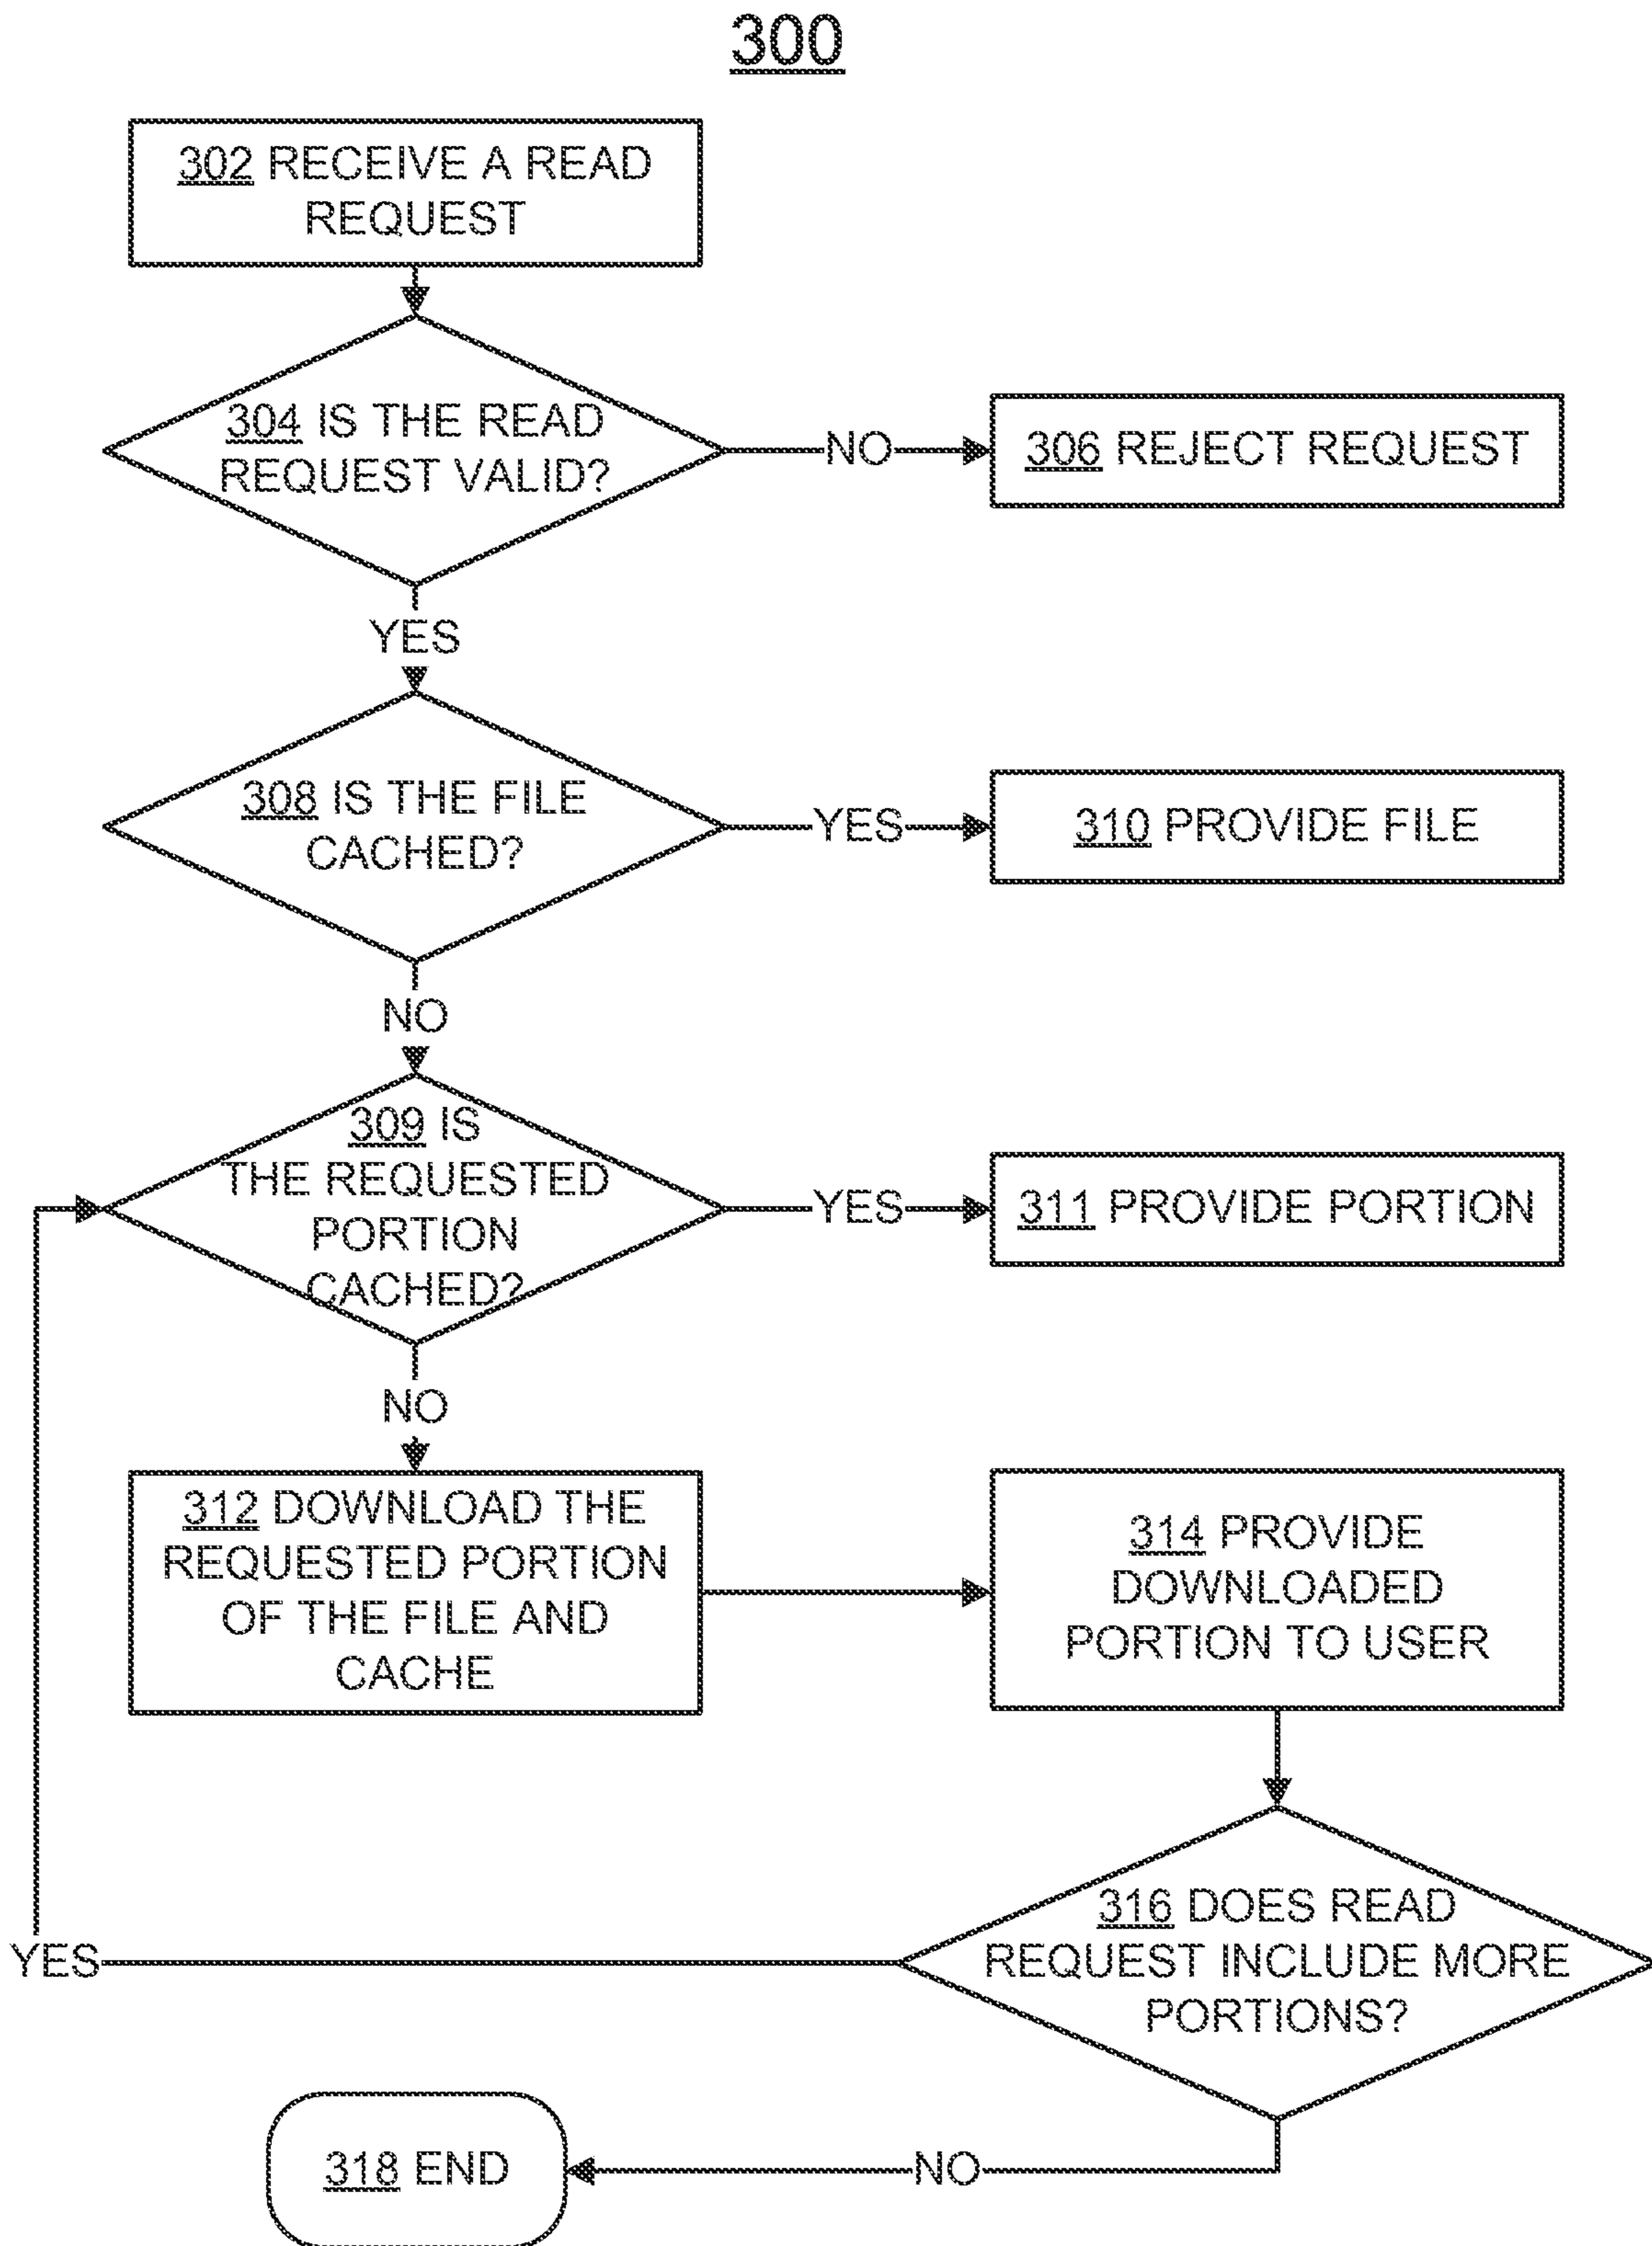 300
302 RECEIVE A READ
REQUEST
304 IS THE READ
REQUEST VALID?
NO
306 REJECT REQUEST
YES
308 IS THE FILE
CACHED?
YES
310 PROVIDE FILE
NO
309 IS
THE REQUESTED
PORTION
CACHED?
YES
311 PROVIDE PORTION
NO
312 DOWNLOAD THE
REQUESTED PORTION
OF THE FILE AND
CACHE
314 PROVIDE
DOWNLOADED
PORTION TO USER
316 DOES READ
REQUEST INCLUDE MORE
PORTIONS?
YES
NO
318 END